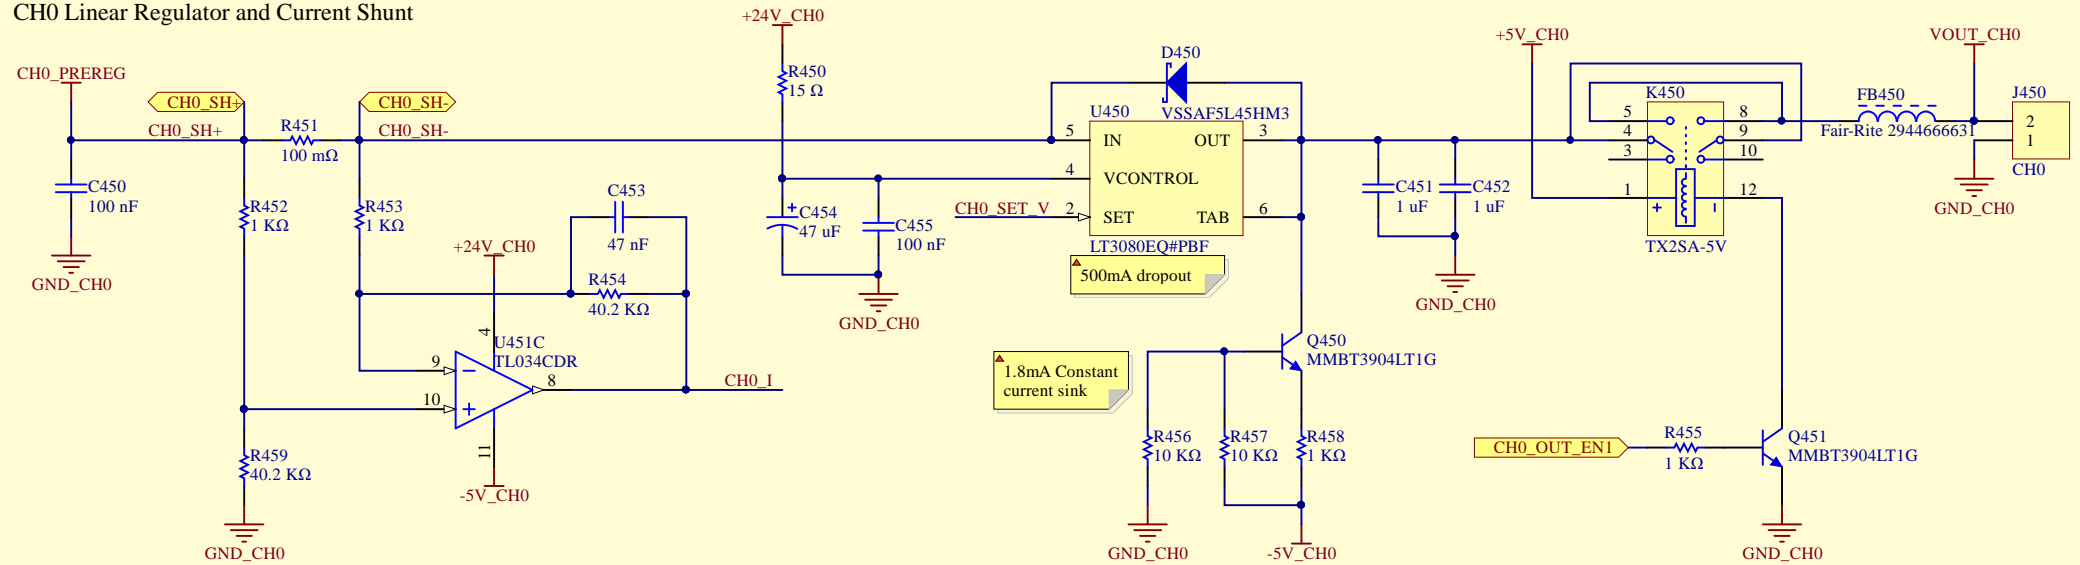 CH0 Linear Regulator and Current Shunt
CH0_PREREG
CH0_SH+
CH0_SH-
CH0_SH+
CH0_SH-
R451
100 mΩ
C450
100 nF
GND_CH0
R452
1 KΩ
R453
1 KΩ
C453
47 nF
R454
40.2 KΩ
+24V_CH0
4
U451C
TL034CDR
9
10
8
11
CH0_I
-5V_CH0
R459
40.2 KΩ
GND_CH0
+24V_CH0
R450
15 Ω
C454
47 uF
C455
100 nF
GND_CH0
CH0_SET_V
D450
VSSAF5L45HM3
U450
5 IN OUT 3
4 VCONTROL
2 SET TAB 6
LT3080EQ#PBF
500mA dropout
1.8mA Constant
current sink
Q450
MMBT3904LT1G
R456
10 KΩ
R457
10 KΩ
R458
1 KΩ
GND_CH0
-5V_CH0
C451
1 uF
C452
1 uF
GND_CH0
+5V_CH0
K450
5 8
4 9
3 10
1 12
TX2SA-5V
FB450
Fair-Rite 2944666631
VOUT_CH0
J450
2
1
CH0
GND_CH0
CH0_OUT_EN1
R455
1 KΩ
Q451
MMBT3904LT1G
GND_CH0